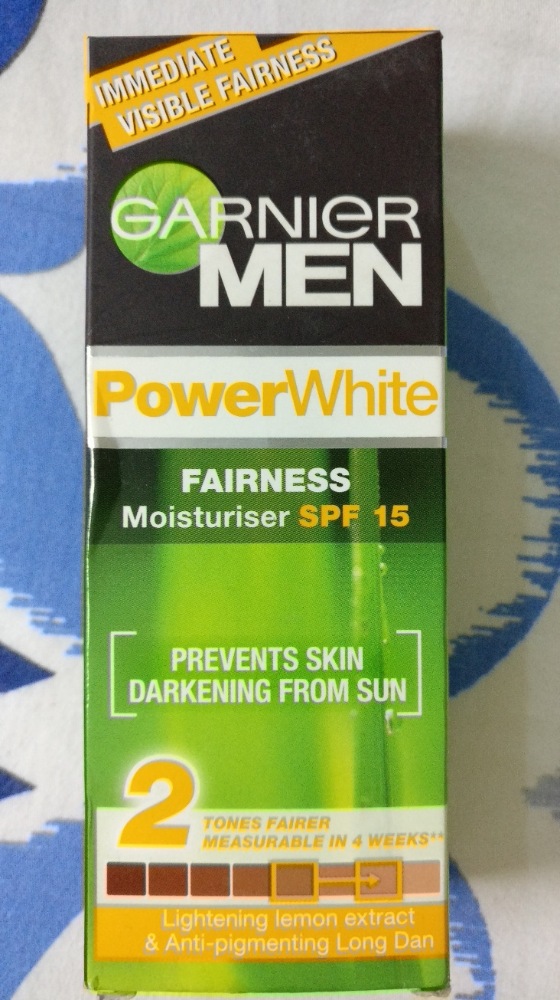 IMMEDIATE
VISIBLE FAIRNESS
GARNIER
MEN
PowerWhite
FAIRNESS
Moisturiser SPF 15
PREVENTS SKIN
DARKENING FROM SUN
2
TONES FAIRER
MEASURABLE IN 4 WEEKS**
Lightening lemon extract
& Anti-pigmenting Long Dan